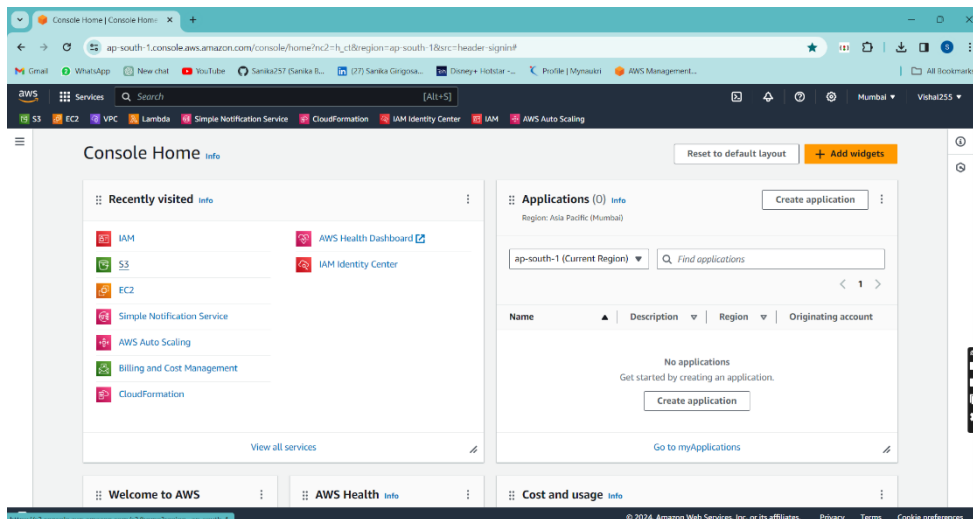 Console Home | Console Home
ap-south-1.console.aws.amazon.com/console/home?nc2=h_ct&region=ap-south-1&src=header-signin#
Gmail WhatsApp New chat YouTube Sanika257 (Sanika B... (27) Sanika Girigosa... Disney+ Hotstar -... Profile | Mynaukri AWS Management... All Bookmarks
aws Services Search [Alt+S] Mumbai Vishal255
S3 EC2 VPC Lambda Simple Notification Service CloudFormation IAM Identity Center IAM AWS Auto Scaling
Console Home Info Reset to default layout + Add widgets
Recently visited Info
IAM
S3
EC2
Simple Notification Service
AWS Auto Scaling
Billing and Cost Management
CloudFormation
AWS Health Dashboard
IAM Identity Center
View all services
Applications (0) Info Create application
Region: Asia Pacific (Mumbai)
ap-south-1 (Current Region) Find applications
1
Name Description Region Originating account
No applications
Get started by creating an application.
Create application
Go to myApplications
Welcome to AWS AWS Health Info Cost and usage Info
© 2024, Amazon Web Services, Inc. or its affiliates. Privacy Terms Cookie preferences